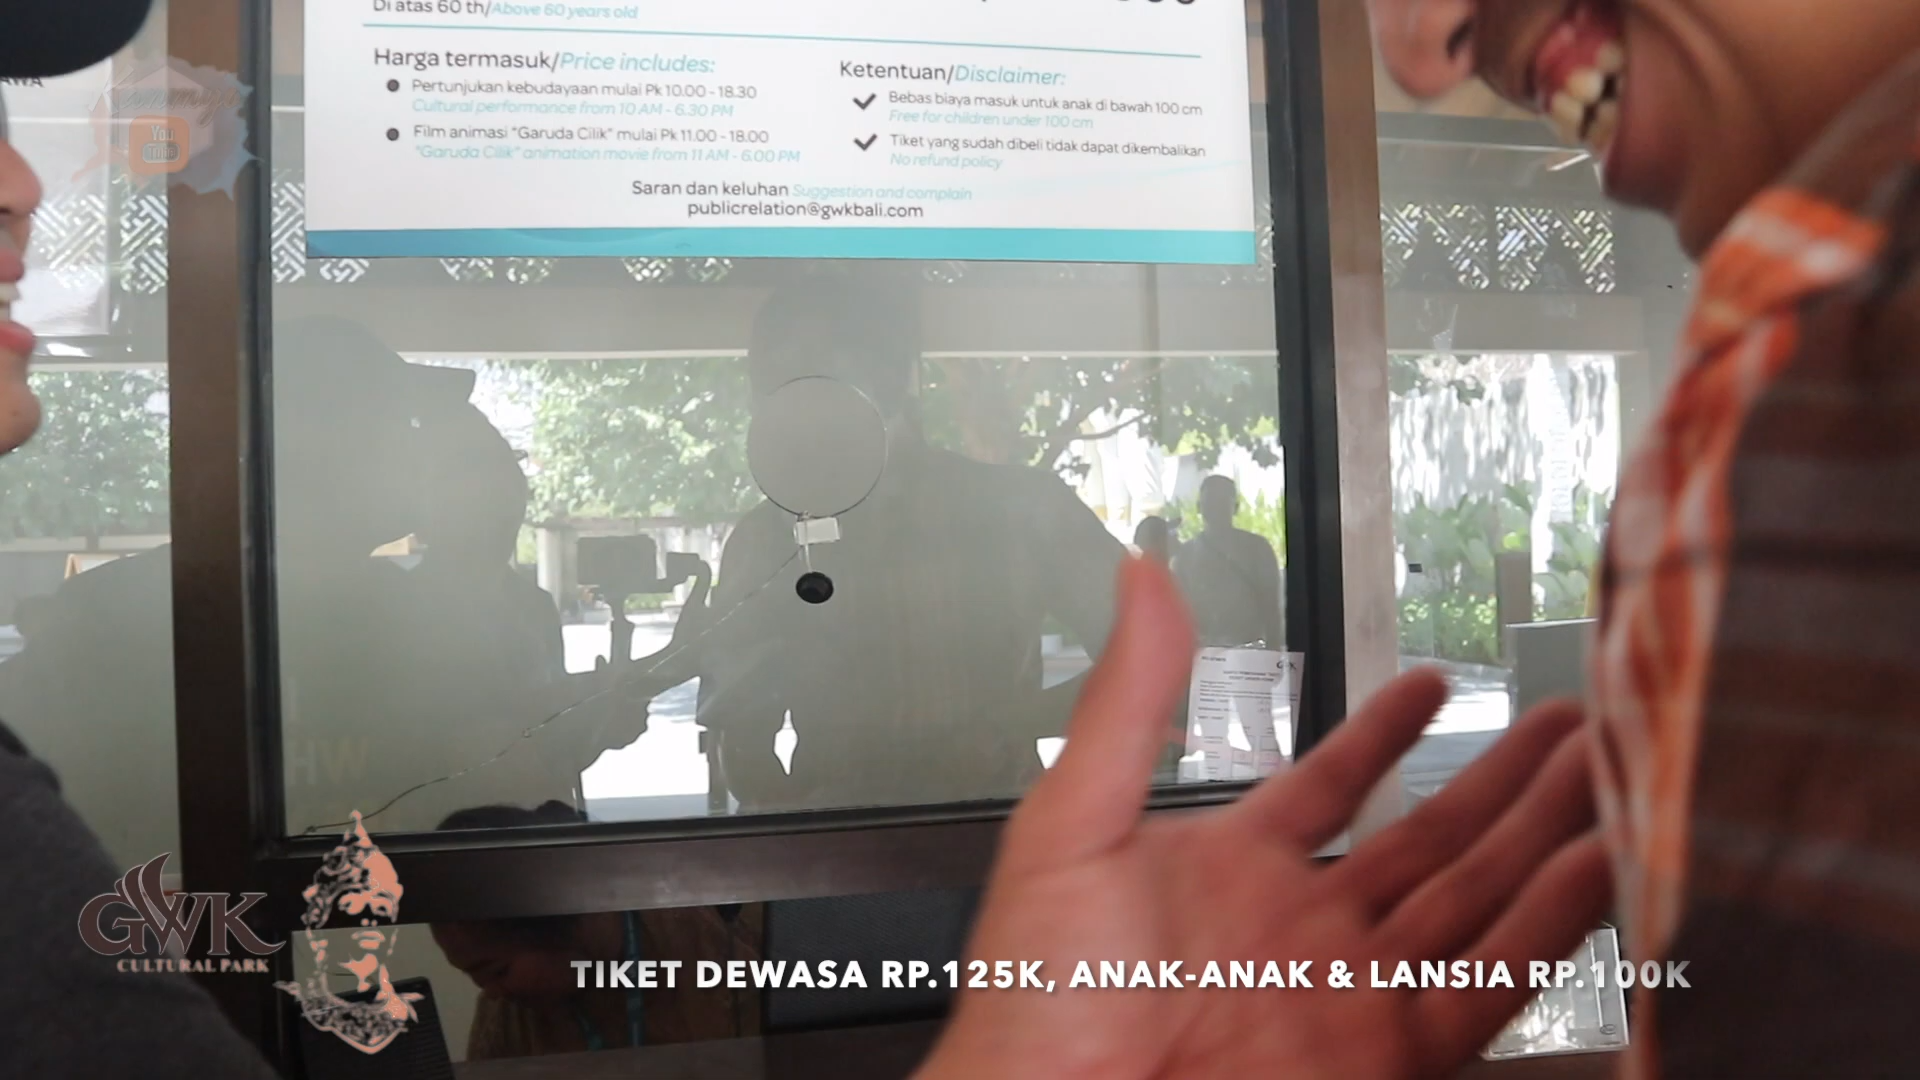 Di atas 60 th/Above 60 years old
Harga termasuk/Price includes:
Pertunjukan kebudayaan mulai Pk 10.00 - 18.30
Cultural performance from 10 AM - 6.30 PM
Film animasi "Garuda Cilik" mulai Pk 11.00 - 18.00
"Garuda Cilik" animation movie from 11 AM - 6.00 PM
Ketentuan/Disclaimer:
Bebas biaya masuk untuk anak di bawah 100 cm
Free for children under 100 cm
Tiket yang sudah dibeli tidak dapat dikembalikan
No refund policy
Saran dan keluhan Suggestion and complain
publicrelation@gwkbali.com
You
Tube
GWK
HW
GWK
CULTURAL PARK
TIKET DEWASA RP.125K, ANAK-ANAK & LANSIA RP.100K